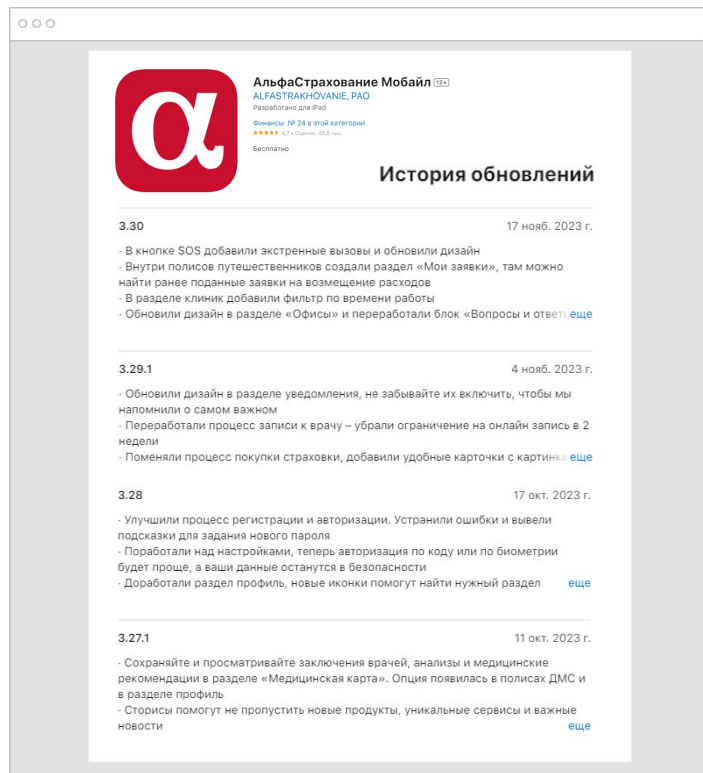 АльфаСтрахование Мобайл 12+
ALFASTRAKHOVANIE, PAO
Разработано для iPad
Финансы: № 24 в этой категории
★★★★★ 4,7 • Оценки: 46,8 тыс.
Бесплатно
История обновлений
3.30 17 нояб. 2023 г.
· В кнопке SOS добавили экстренные вызовы и обновили дизайн
· Внутри полисов путешественников создали раздел «Мои заявки», там можно
найти ранее поданные заявки на возмещение расходов
· В разделе клиник добавили фильтр по времени работы
· Обновили дизайн в разделе «Офисы» и переработали блок «Вопросы и ответ еще
3.29.1 4 нояб. 2023 г.
· Обновили дизайн в разделе уведомления, не забывайте их включить, чтобы мы
напомнили о самом важном
· Переработали процесс записи к врачу – убрали ограничение на онлайн запись в 2
недели
· Поменяли процесс покупки страховки, добавили удобные карточки с картинка еще
3.28 17 окт. 2023 г.
· Улучшили процесс регистрации и авторизации. Устранили ошибки и вывели
подсказки для задания нового пароля
· Поработали над настройками, теперь авторизация по коду или по биометрии
будет проще, а ваши данные останутся в безопасности
· Доработали раздел профиль, новые иконки помогут найти нужный раздел еще
3.27.1 11 окт. 2023 г.
· Сохраняйте и просматривайте заключения врачей, анализы и медицинские
рекомендации в разделе «Медицинская карта». Опция появилась в полисах ДМС и
в разделе профиль
· Сторисы помогут не пропустить новые продукты, уникальные сервисы и важные
новости еще